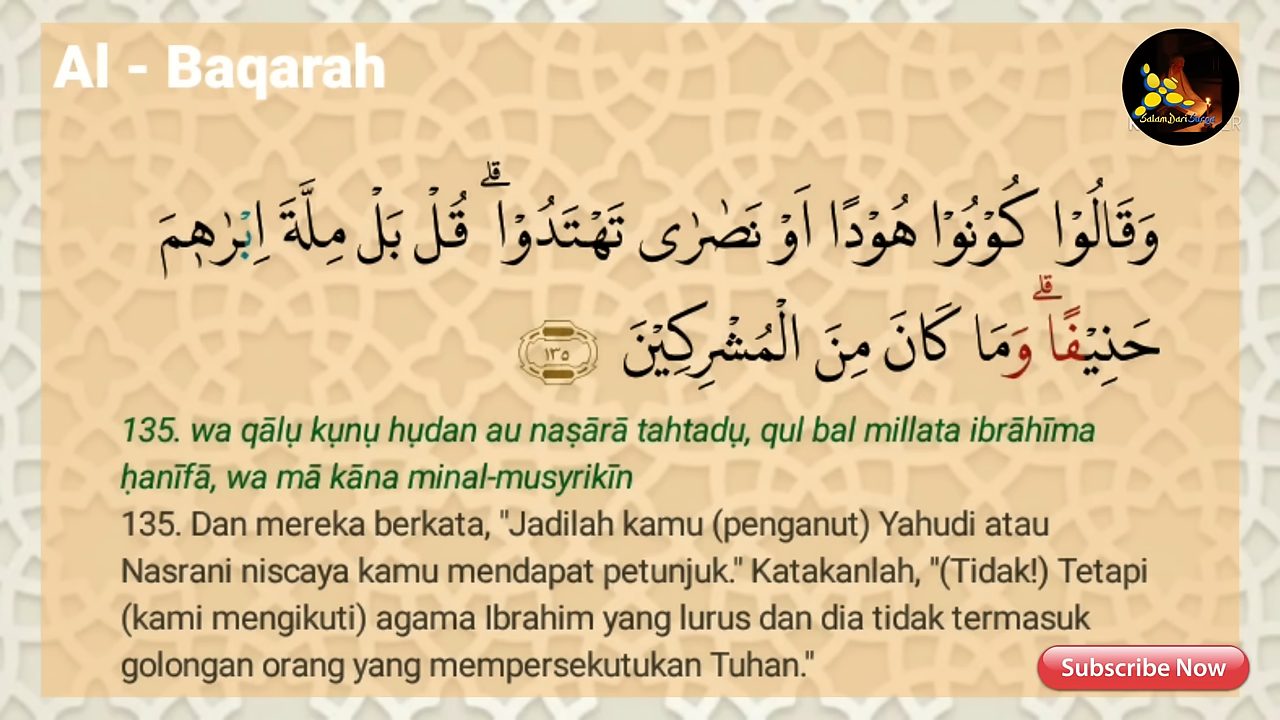 Al - Baqarah
SalamDariSurga
وَقَالُوْا كُوْنُوْا هُوْدًا اَوْ نَصٰرٰى تَهْتَدُوْا ۗ قُلْ بَلْ مِلَّةَ اِبْرٰهٖمَ
حَنِيْفًا ۗ وَمَا كَانَ مِنَ الْمُشْرِكِيْنَ ١٣٥
135. wa qālụ kụnụ hụdan au naṣārā tahtadụ, qul bal millata ibrāhīma
ḥanīfā, wa mā kāna minal-musyrikīn
135. Dan mereka berkata, "Jadilah kamu (penganut) Yahudi atau
Nasrani niscaya kamu mendapat petunjuk." Katakanlah, "(Tidak!) Tetapi
(kami mengikuti) agama Ibrahim yang lurus dan dia tidak termasuk
golongan orang yang mempersekutukan Tuhan."
Subscribe Now